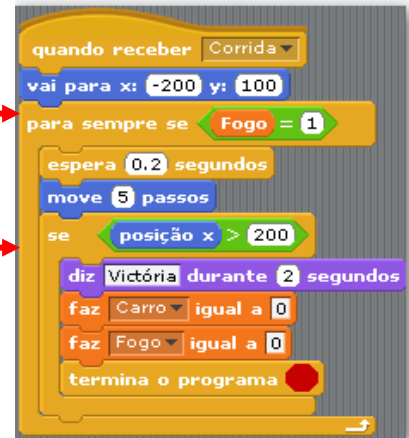 quando receber Corrida
vai para x: -200 y: 100
para sempre se Fogo = 1
espera 0.2 segundos
move 5 passos
se posição x > 200
diz Victória durante 2 segundos
faz Carro igual a 0
faz Fogo igual a 0
termina o programa